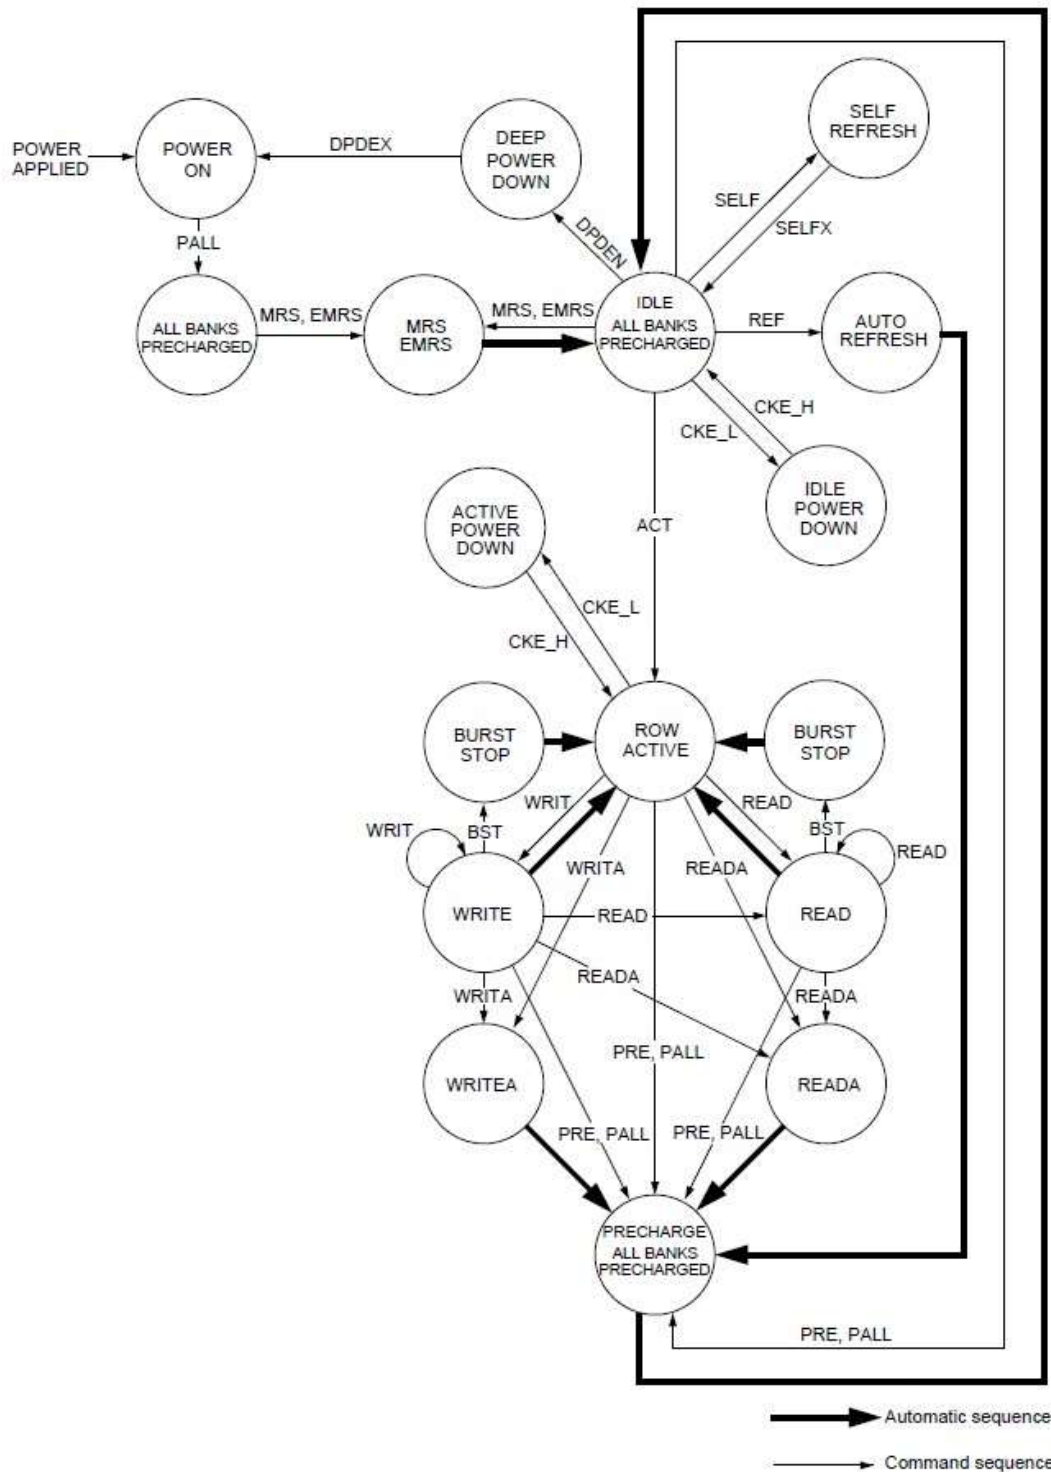 SELF
REFRESH
DEEP
POWER
DOWN
POWER
ON
POWER
APPLIED
DPDEX
SELF
SELFX
DPDEN
PALL
IDLE
ALL BANKS
PRECHARGED
MRS, EMRS
MRS, EMRS
REF
AUTO
REFRESH
ALL BANKS
PRECHARGED
MRS
EMRS
CKE_H
CKE_L
IDLE
POWER
DOWN
ACTIVE
POWER
DOWN
ACT
CKE_L
CKE_H
BURST
STOP
ROW
ACTIVE
BURST
STOP
WRIT
READ
WRIT
BST
BST
READ
WRITA
READA
WRITE
READ
READ
READA
WRITA
READA
PRE, PALL
WRITEA
READA
PRE, PALL
PRE, PALL
PRECHARGE
ALL BANKS
PRECHARGED
PRE, PALL
Automatic sequence
Command sequence